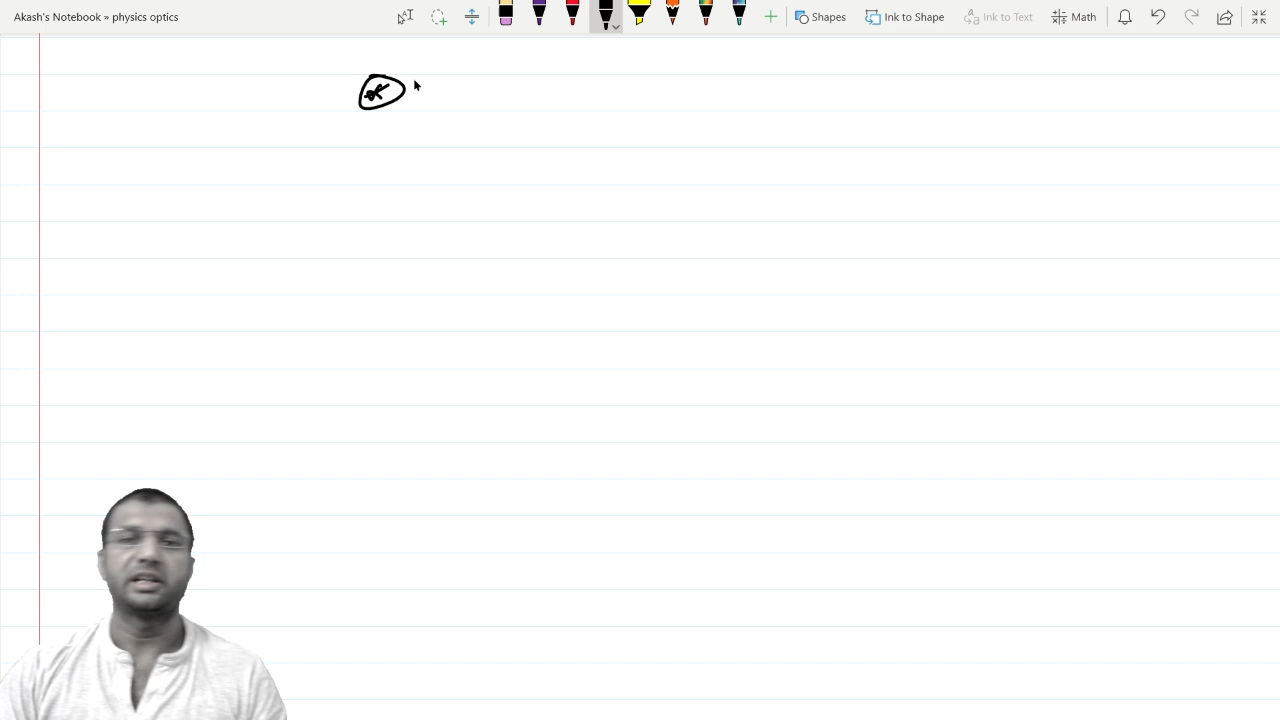 Akash's Notebook » physics optics
Shapes
Ink to Shape
Ink to Text
Math